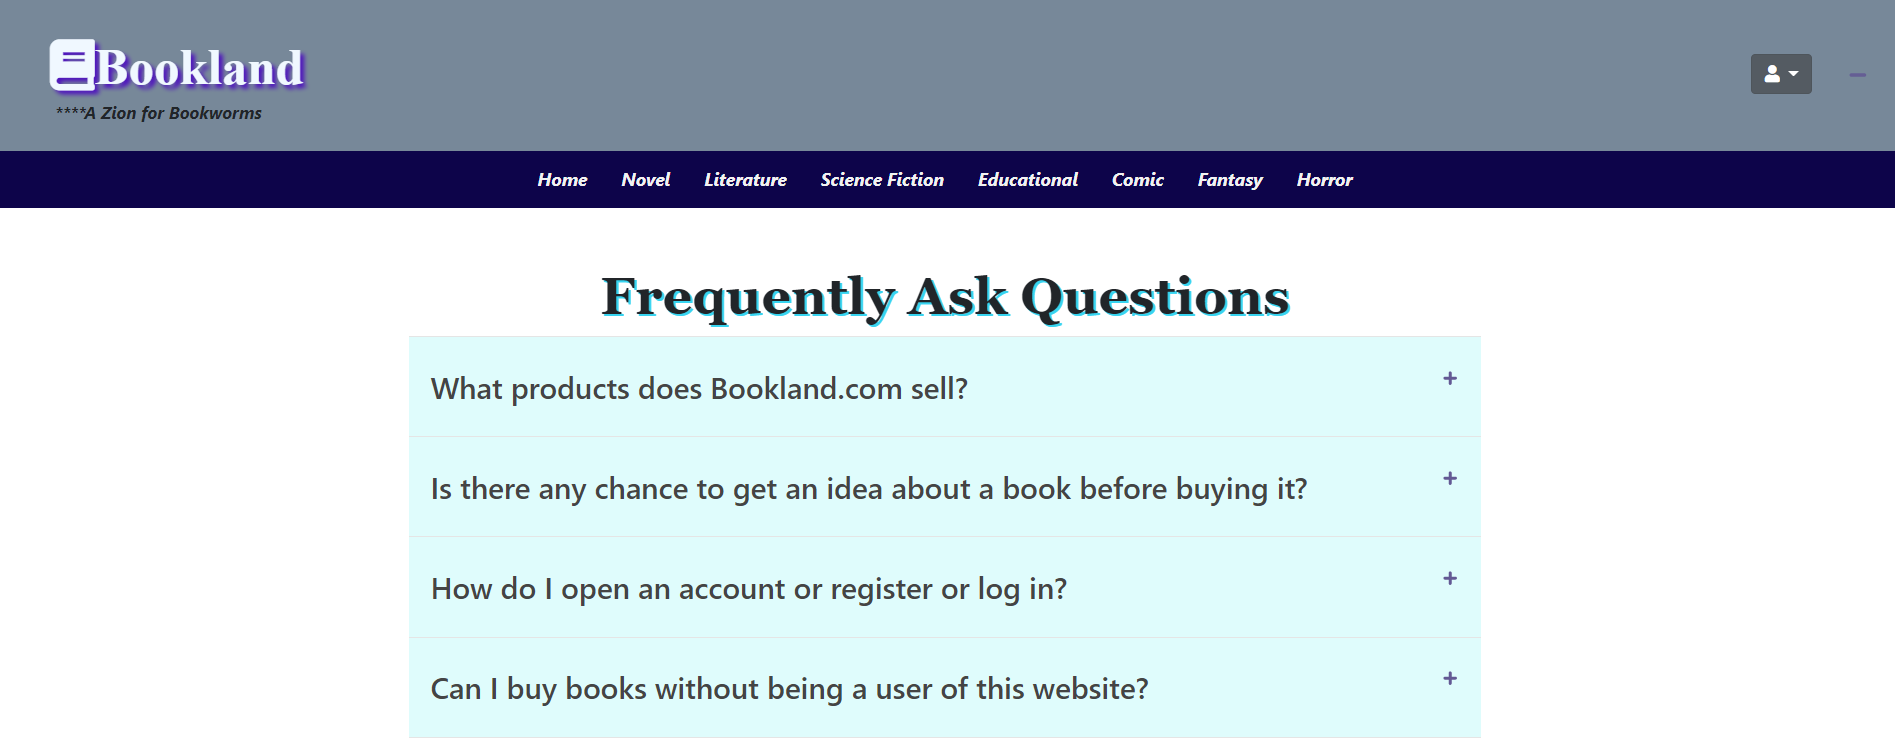 Bookland
****A Zion for Bookworms
Home Novel Literature Science Fiction Educational Comic Fantasy Horror
Frequently Ask Questions
What products does Bookland.com sell?
Is there any chance to get an idea about a book before buying it?
How do I open an account or register or log in?
Can I buy books without being a user of this website?